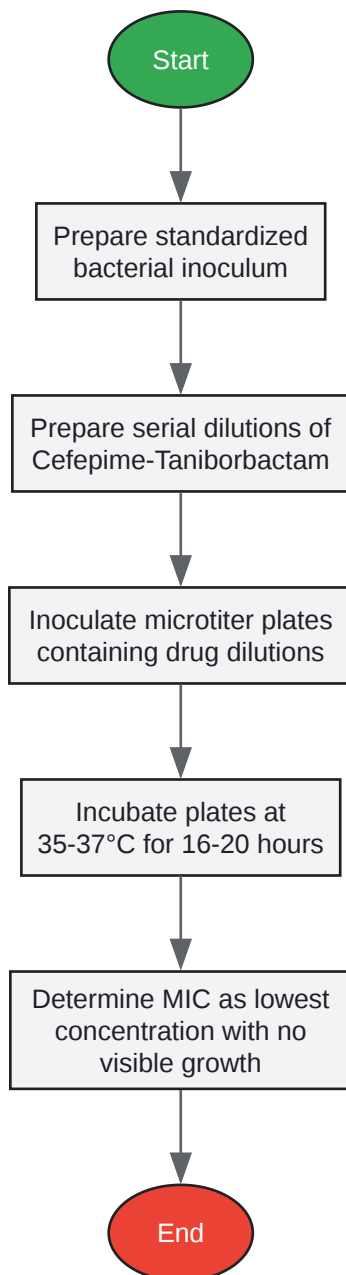 Start
Prepare standardized
bacterial inoculum
Prepare serial dilutions of
Cefepime-Taniborbactam
Inoculate microtiter plates
containing drug dilutions
Incubate plates at
35-37°C for 16-20 hours
Determine MIC as lowest
concentration with no
visible growth
End